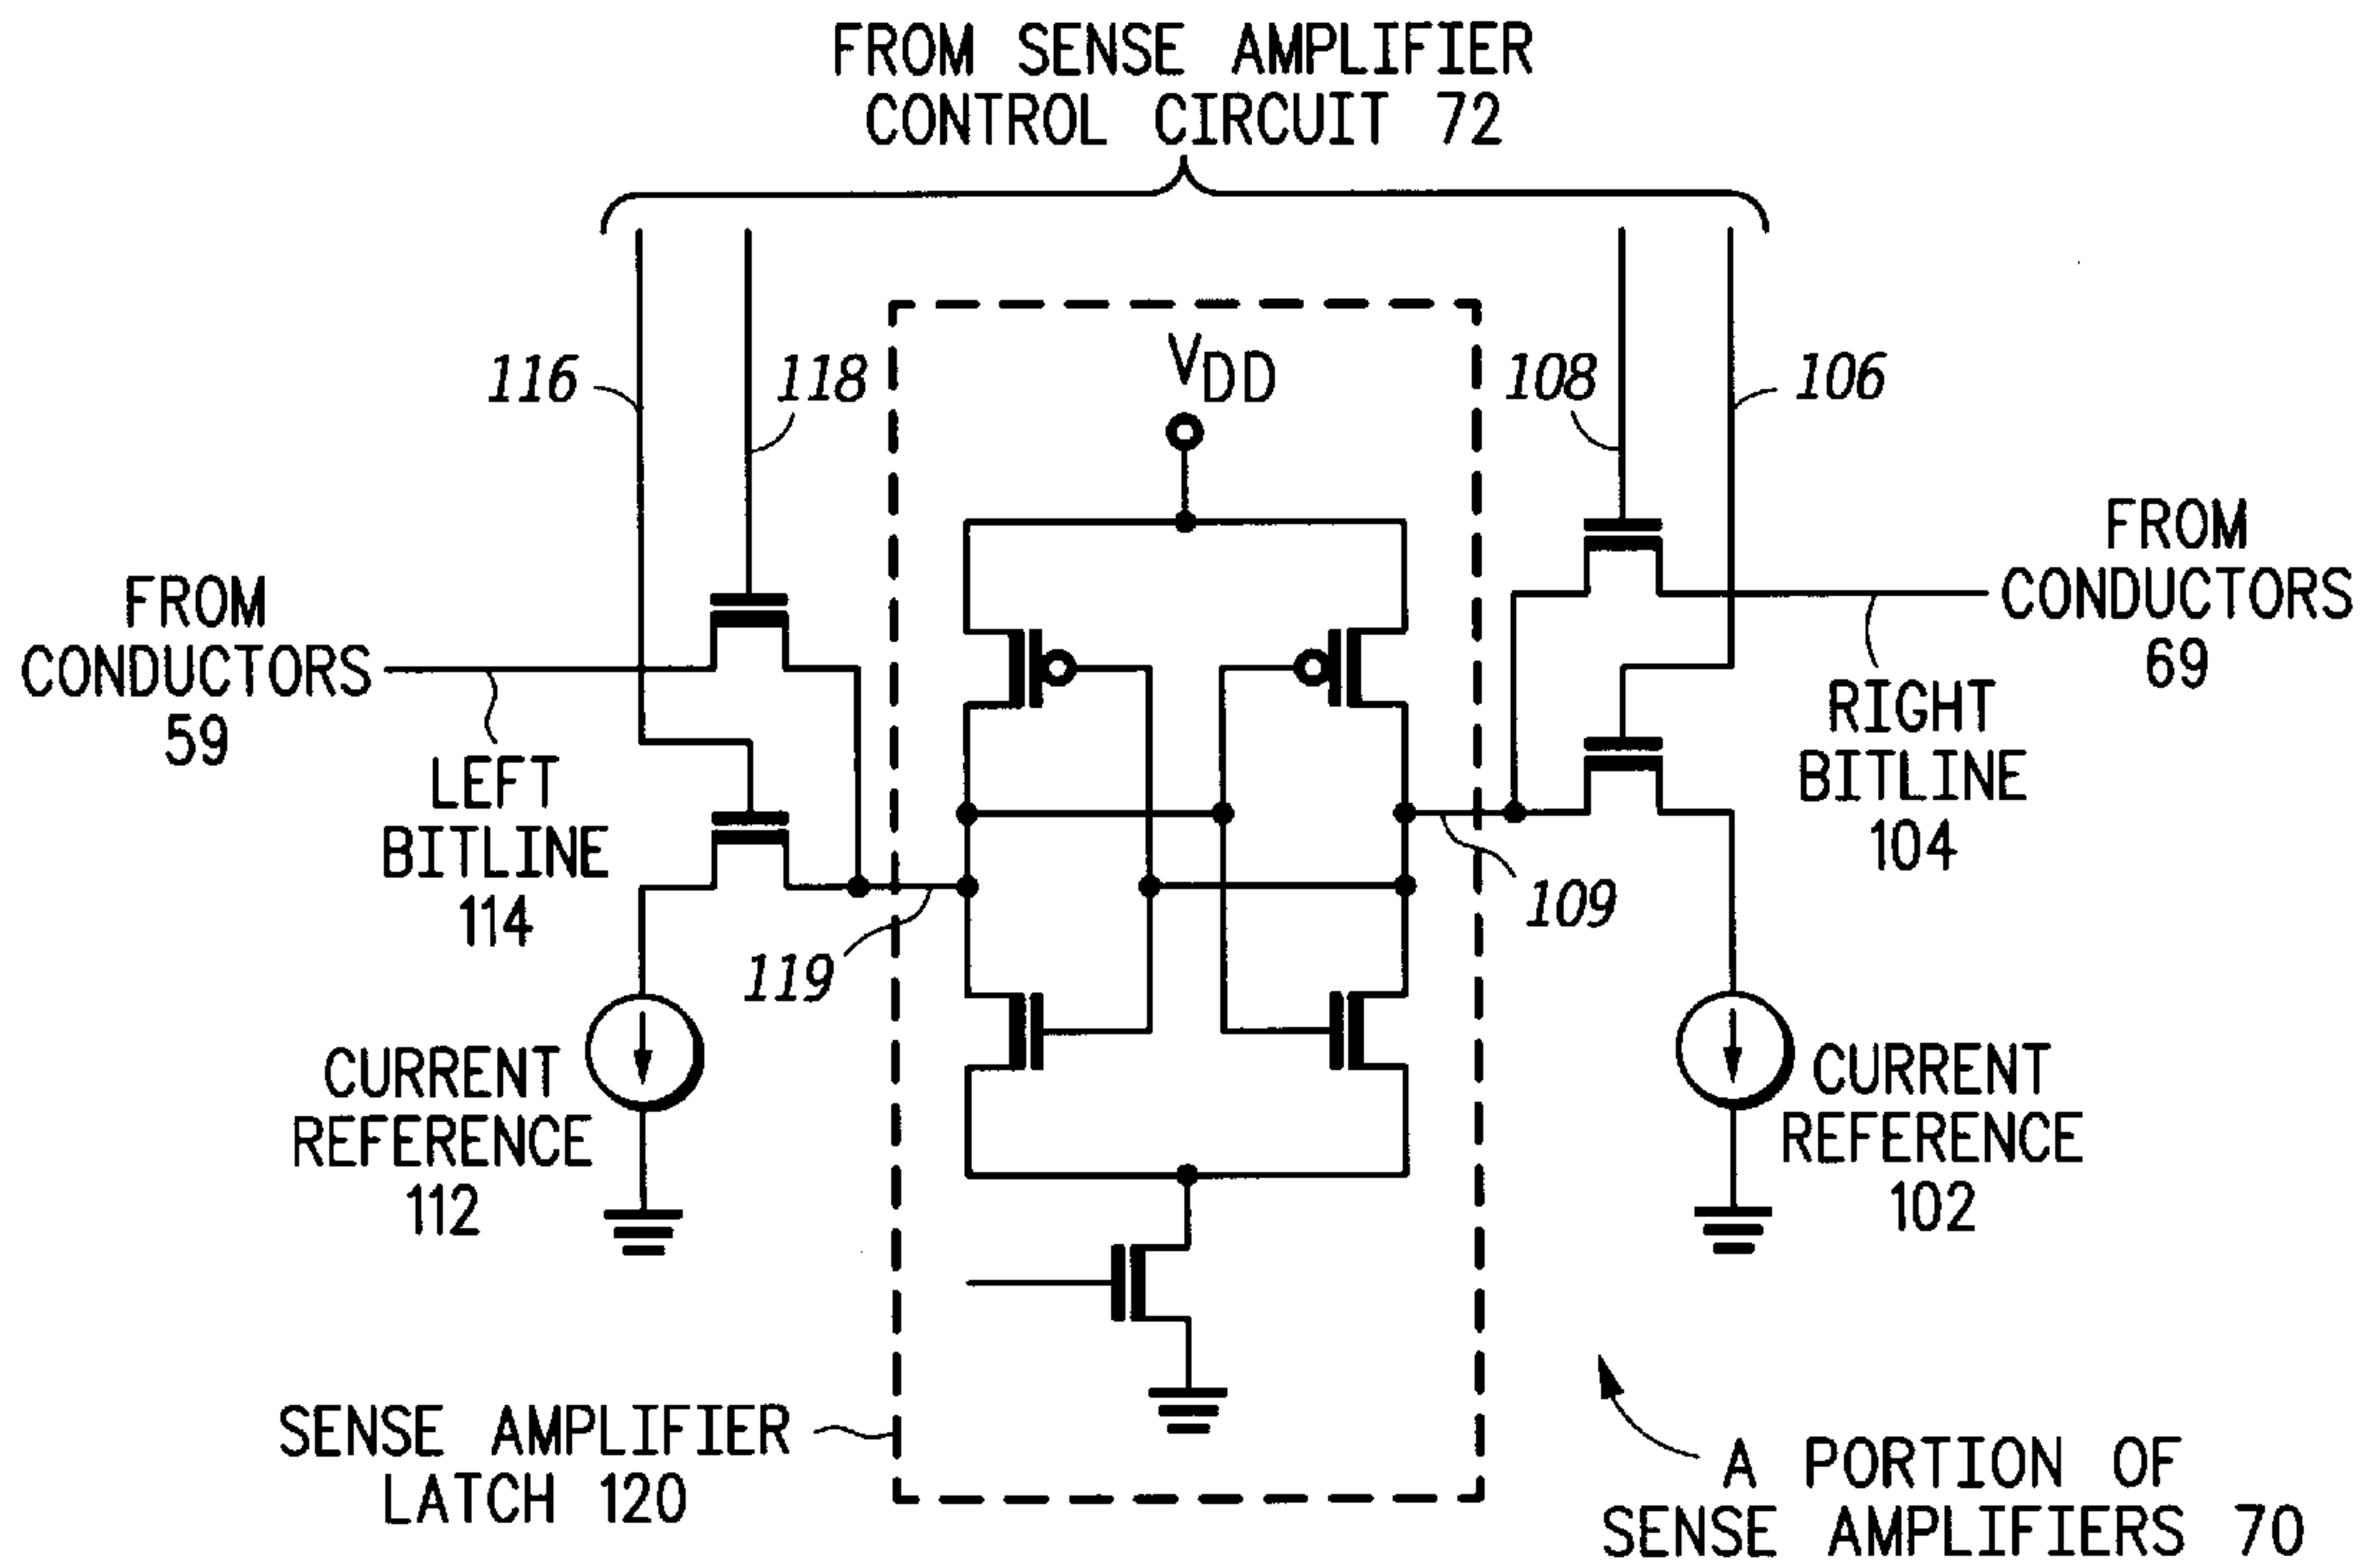 FROM SENSE AMPLIFIER
CONTROL CIRCUIT 72
116
118
108
106
VDD
FROM
CONDUCTORS
59
FROM
CONDUCTORS
69
LEFT
BITLINE
114
RIGHT
BITLINE
104
119
109
CURRENT
REFERENCE
112
CURRENT
REFERENCE
102
SENSE AMPLIFIER
LATCH 120
A PORTION OF
SENSE AMPLIFIERS 70